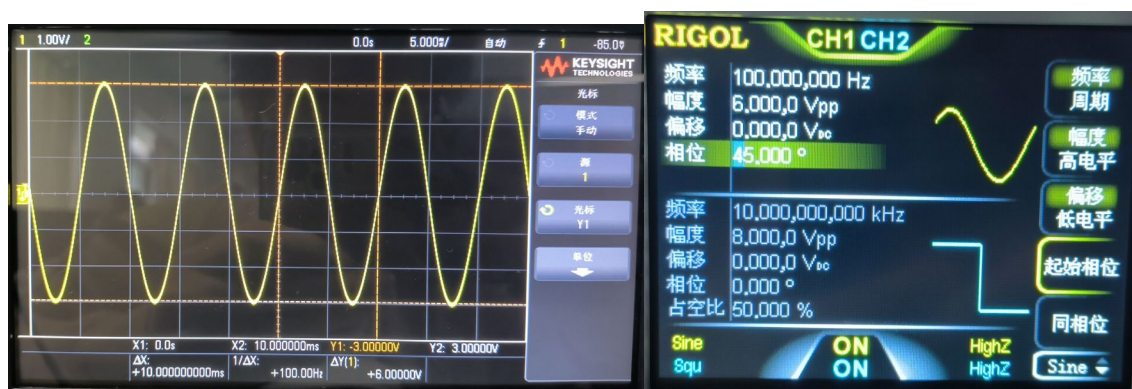 1 1.00V/ 2 0.0s 5.000ms/ 自动 1 -85.0
KEYSIGHT
TECHNOLOGIES
光标
模式
手动
源
1
光标
Y1
单位
X1: 0.0s X2: 10.000000ms Y1: -3.00000V Y2: 3.00000V
ΔX: 1/ΔX: ΔY(1):
+10.000000000ms +100.00Hz +6.00000V
RIGOL CH1 CH2
频率 100.000,000 Hz
幅度 6.000,0 Vpp
偏移 0.000,0 VDC
相位 45.000 °
频率 10.000,000,000 kHz
幅度 8.000,0 Vpp
偏移 0.000,0 VDC
相位 0.000 °
占空比 50.000 %
Sine ON HighZ
Squ ON HighZ
频率
周期
幅度
高电平
偏移
低电平
起始相位
同相位
Sine